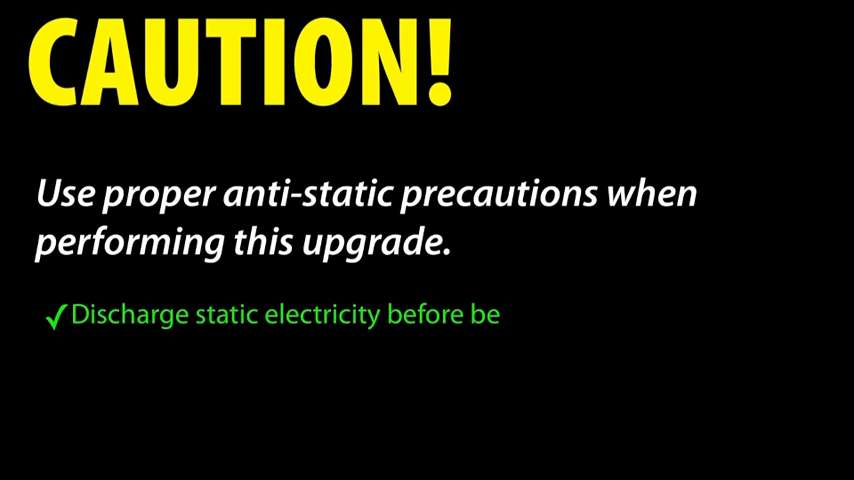 CAUTION!
Use proper anti-static precautions when
performing this upgrade.
✓Discharge static electricity before be